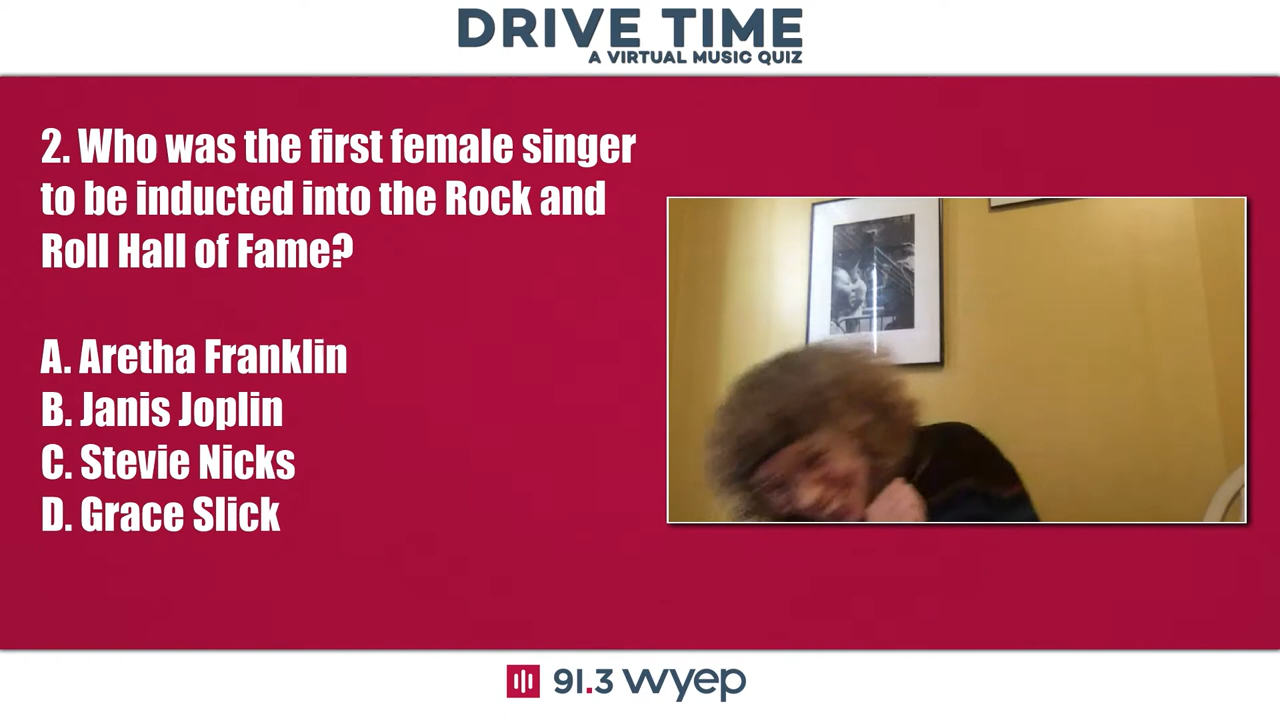 DRIVE TIME
A VIRTUAL MUSIC QUIZ
2. Who was the first female singer
to be inducted into the Rock and
Roll Hall of Fame?
A. Aretha Franklin
B. Janis Joplin
C. Stevie Nicks
D. Grace Slick
91.3 wyep